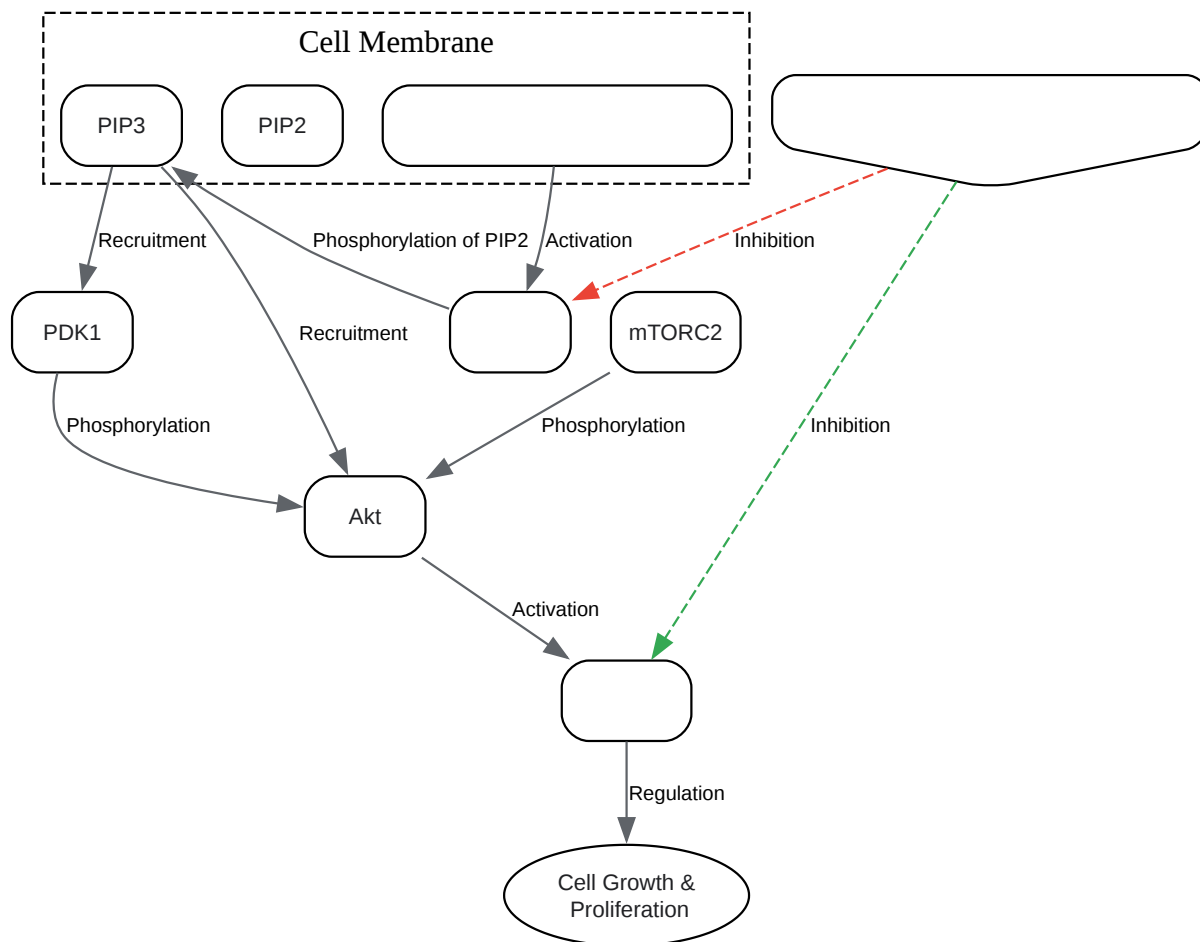 Cell Membrane
PIP3
PIP2
Recruitment
Phosphorylation of PIP2
Activation
Inhibition
PDK1
Recruitment
mTORC2
Phosphorylation
Phosphorylation
Inhibition
Akt
Activation
Regulation
Cell Growth &
Proliferation